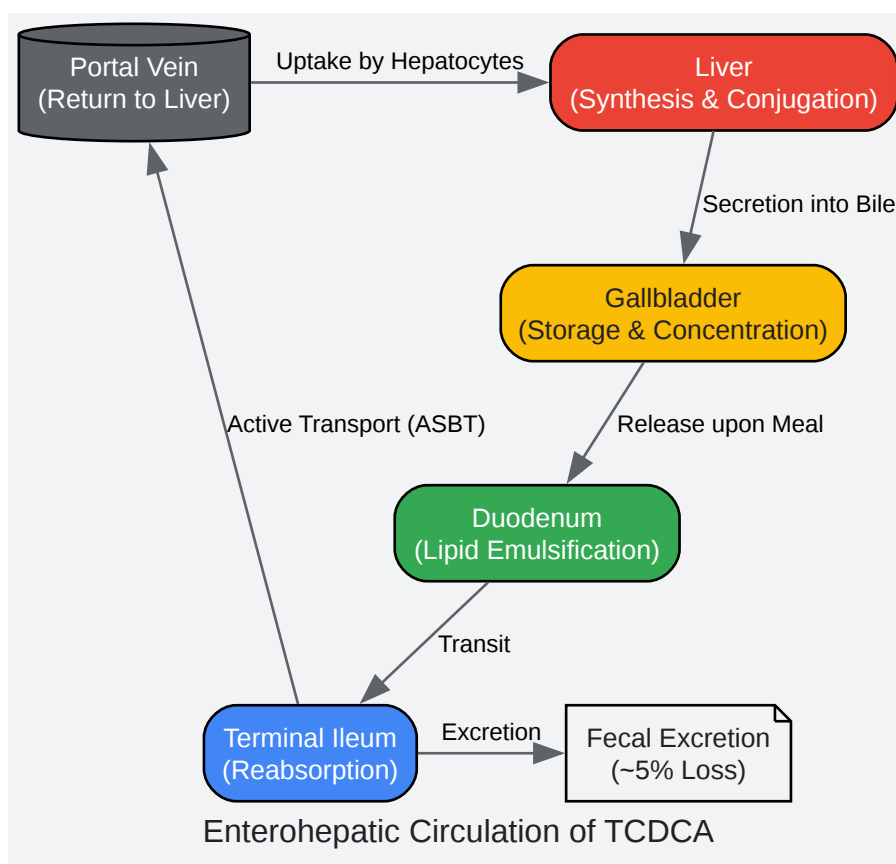 Portal Vein
(Return to Liver)
Uptake by Hepatocytes
Liver
(Synthesis & Conjugation)
Secretion into Bile
Gallbladder
(Storage & Concentration)
Active Transport (ASBT)
Release upon Meal
Duodenum
(Lipid Emulsification)
Transit
Terminal Ileum
(Reabsorption)
Excretion
Fecal Excretion
(~5% Loss)
Enterohepatic Circulation of TCDCA